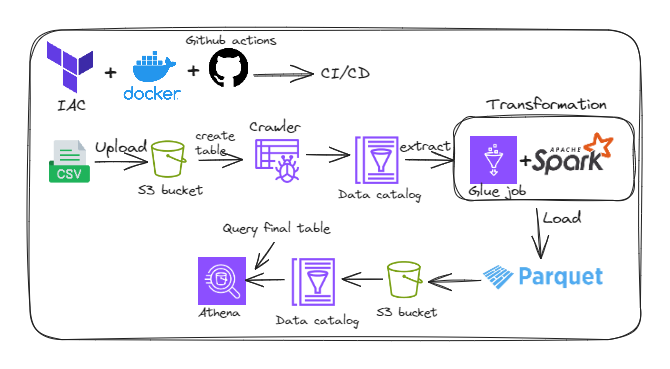 Github actions
+
+
CI/CD
IAC
docker
Transformation
Crawler
create
table
Upload
extract
APACHE
Spark
+
CSV
S3 bucket
Data catalog
Glue job
Load
Query final table
Parquet
Athena
Data catalog
S3 bucket